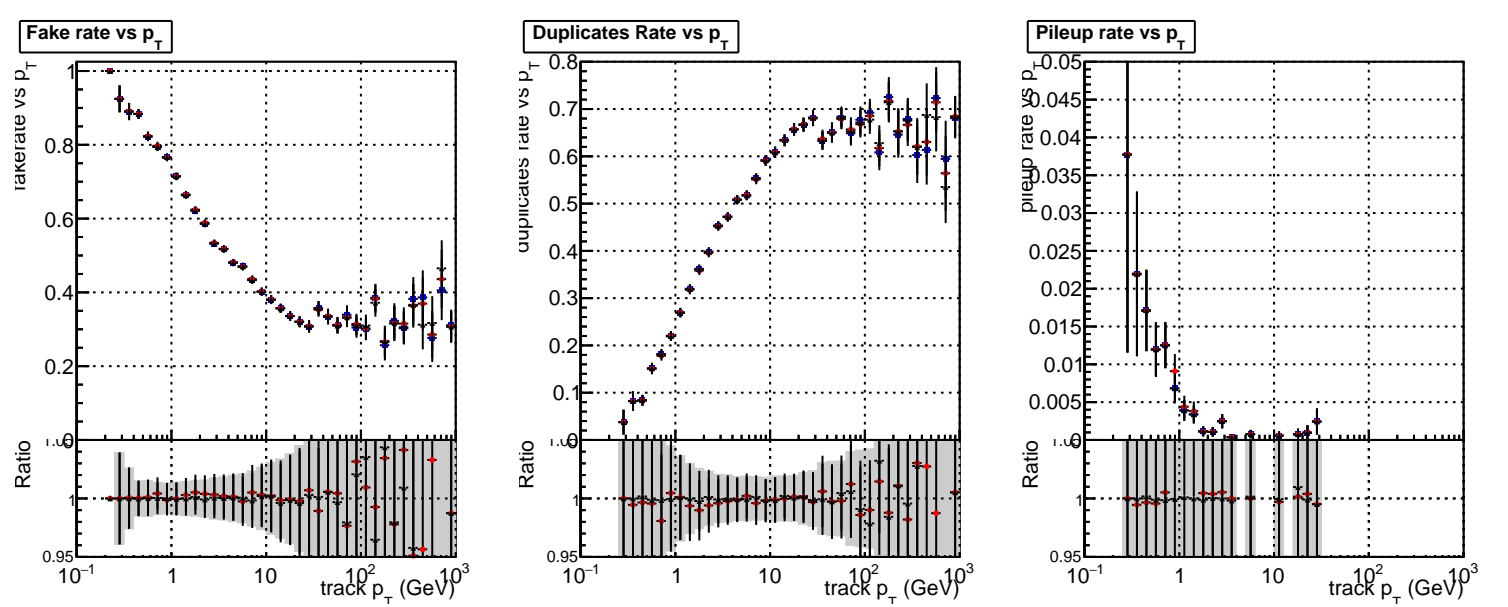 Fake rate vs p_T
Duplicates Rate vs p_T
Pileup rate vs p_T
fakerate vs p_T
1
0.8
0.6
0.4
0.2
Ratio
1
0.95
10^−1 1 10 10^2 10^3
track p_T (GeV)
duplicates rate vs p_T
0.8
0.7
0.6
0.5
0.4
0.3
0.2
0.1
Ratio
1
0.95
10^−1 1 10 10^2 10^3
track p_T (GeV)
pileup rate vs p_T
0.05
0.045
0.04
0.035
0.03
0.025
0.02
0.015
0.01
0.005
Ratio
1
0.95
10^−1 1 10 10^2 10^3
track p_T (GeV)